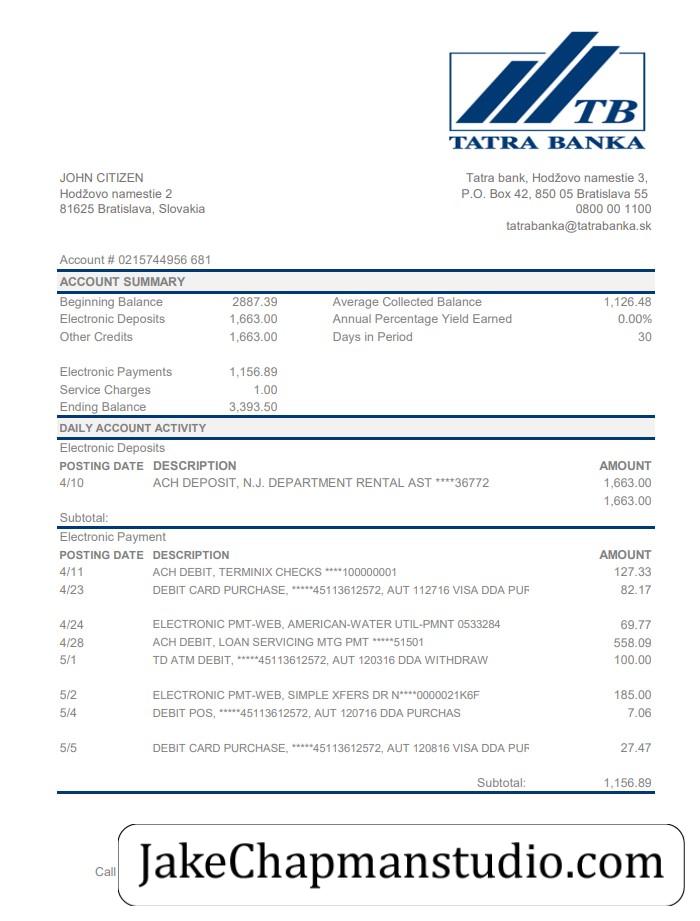 TB
TATRA BANKA
JOHN CITIZEN
Hodžovo namestie 2
81625 Bratislava, Slovakia
Tatra bank, Hodžovo namestie 3,
P.O. Box 42, 850 05 Bratislava 55
0800 00 1100
tatrabanka@tatrabanka.sk
Account # 0215744956 681
ACCOUNT SUMMARY
Beginning Balance 2887.39 Average Collected Balance 1,126.48
Electronic Deposits 1,663.00 Annual Percentage Yield Earned 0.00%
Other Credits 1,663.00 Days in Period 30
Electronic Payments 1,156.89
Service Charges 1.00
Ending Balance 3,393.50
DAILY ACCOUNT ACTIVITY
Electronic Deposits
POSTING DATE DESCRIPTION AMOUNT
4/10 ACH DEPOSIT, N.J. DEPARTMENT RENTAL AST ****36772 1,663.00
1,663.00
Subtotal:
Electronic Payment
POSTING DATE DESCRIPTION AMOUNT
4/11 ACH DEBIT, TERMINIX CHECKS ****100000001 127.33
4/23 DEBIT CARD PURCHASE, *****45113612572, AUT 112716 VISA DDA PUR 82.17
4/24 ELECTRONIC PMT-WEB, AMERICAN-WATER UTIL-PMNT 0533284 69.77
4/28 ACH DEBIT, LOAN SERVICING MTG PMT *****51501 558.09
5/1 TD ATM DEBIT, *****45113612572, AUT 120316 DDA WITHDRAW 100.00
5/2 ELECTRONIC PMT-WEB, SIMPLE XFERS DR N****0000021K6F 185.00
5/4 DEBIT POS, *****45113612572, AUT 120716 DDA PURCHAS 7.06
5/5 DEBIT CARD PURCHASE, *****45113612572, AUT 120816 VISA DDA PUR 27.47
Subtotal: 1,156.89
Call
JakeChapmanstudio.com